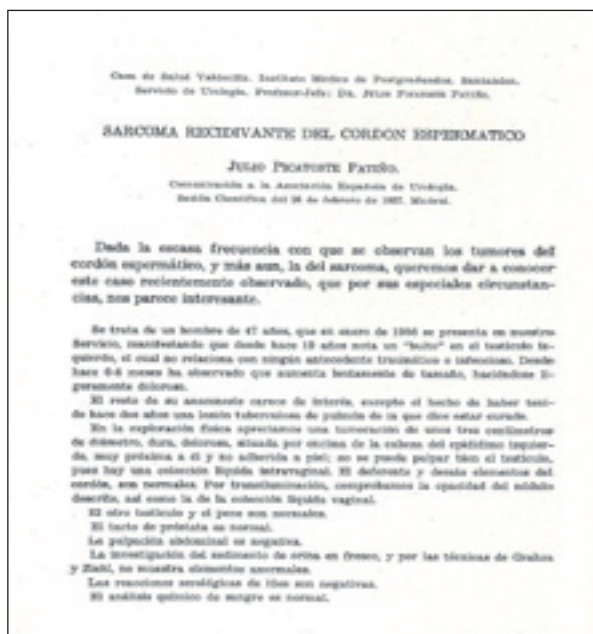 Casa de Salud Valdecilla. Instituto Médico de Postgraduados. Santander.
Servicio de Urología. Profesor-Jefe: Dr. Julio Picatoste Patiño.
SARCOMA RECIDIVANTE DEL CORDON ESPERMATICO
Julio Picatoste Patiño.
Comunicación a la Asociación Española de Urología.
Sesión Científica del 28 de febrero de 1957. Madrid.
Dada la escasa frecuencia con que se observan los tumores del
cordón espermático, y más aun, la del sarcoma, queremos dar a conocer
este caso recientemente observado, que por sus especiales circunstan-
cias, nos parece interesante.
Se trata de un hombre de 47 años, que en enero de 1956 se presenta en nuestro
Servicio, manifestando que desde hace 19 años nota un "bulto" en el testículo iz-
quierdo, el cual no relaciona con ningún antecedente traumático o infeccioso. Desde
hace 6-8 meses ha observado que aumenta lentamente de tamaño, haciéndose li-
geramente doloroso.
El resto de su anamnesis carece de interés, excepto el hecho de haber teni-
do hace dos años una lesión tuberculosa de pulmón de la que dice estar curado.
En la exploración física apreciamos una tumoración de unos tres centímetros
de diámetro, dura, dolorosa, situada por encima de la cabeza del epidídimo izquier-
do, muy próxima a él y no adherida a piel; no se puede palpar bien el testículo,
pues hay una colección líquida intravaginal. El deferente y demás elementos del
cordón, son normales. Por transiluminación, comprobamos la opacidad del nódulo
descrito, así como la de la colección líquida vaginal.
El otro testículo y el pene son normales.
El tacto de próstata es normal.
La palpación abdominal es negativa.
La investigación del sedimento de orina en fresco, y por las técnicas de Grahm
y Ziehl, no muestra elementos anormales.
Las reacciones serológicas de lúes son negativas.
El análisis químico de sangre es normal.